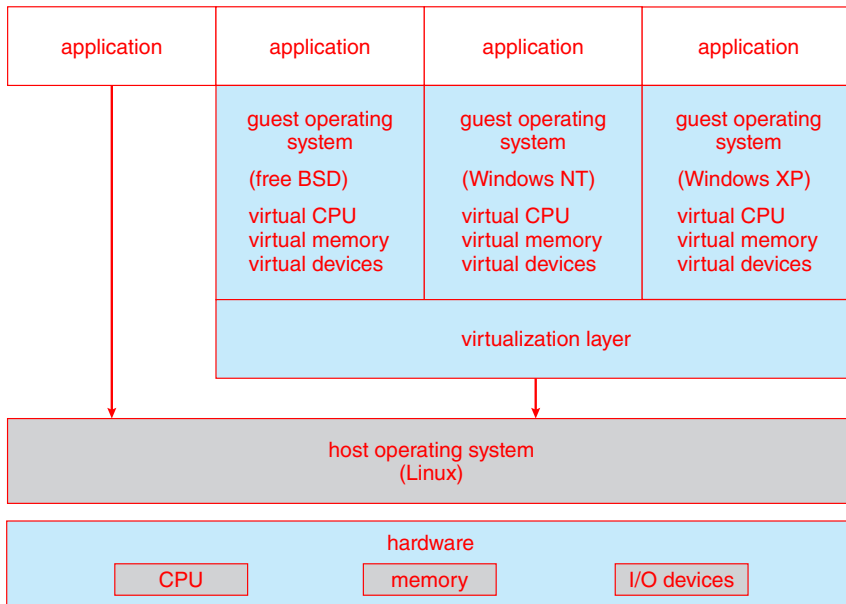 application
application
application
application
guest operating
system
(free BSD)
virtual CPU
virtual memory
virtual devices
guest operating
system
(Windows NT)
virtual CPU
virtual memory
virtual devices
guest operating
system
(Windows XP)
virtual CPU
virtual memory
virtual devices
virtualization layer
host operating system
(Linux)
hardware
CPU
memory
I/O devices